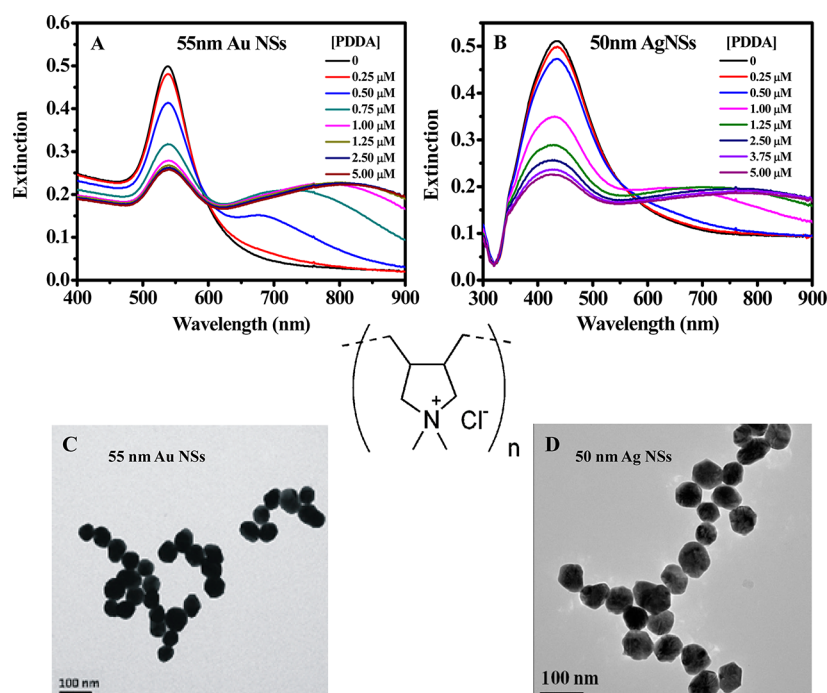 A
55nm Au NSs
[PDDA]
0
0.25 µM
0.50 µM
0.75 µM
1.00 µM
1.25 µM
2.50 µM
5.00 µM
Extinction
0.5
0.4
0.3
0.2
0.1
0.0
400 500 600 700 800 900
Wavelength (nm)
B
50nm AgNSs
[PDDA]
0
0.25 µM
0.50 µM
1.00 µM
1.25 µM
2.50 µM
3.75 µM
5.00 µM
Extinction
0.5
0.4
0.3
0.2
0.1
0.0
300 400 500 600 700 800 900
Wavelength (nm)
N
+
Cl-
n
C
55 nm Au NSs
100 nm
D
50 nm Ag NSs
100 nm